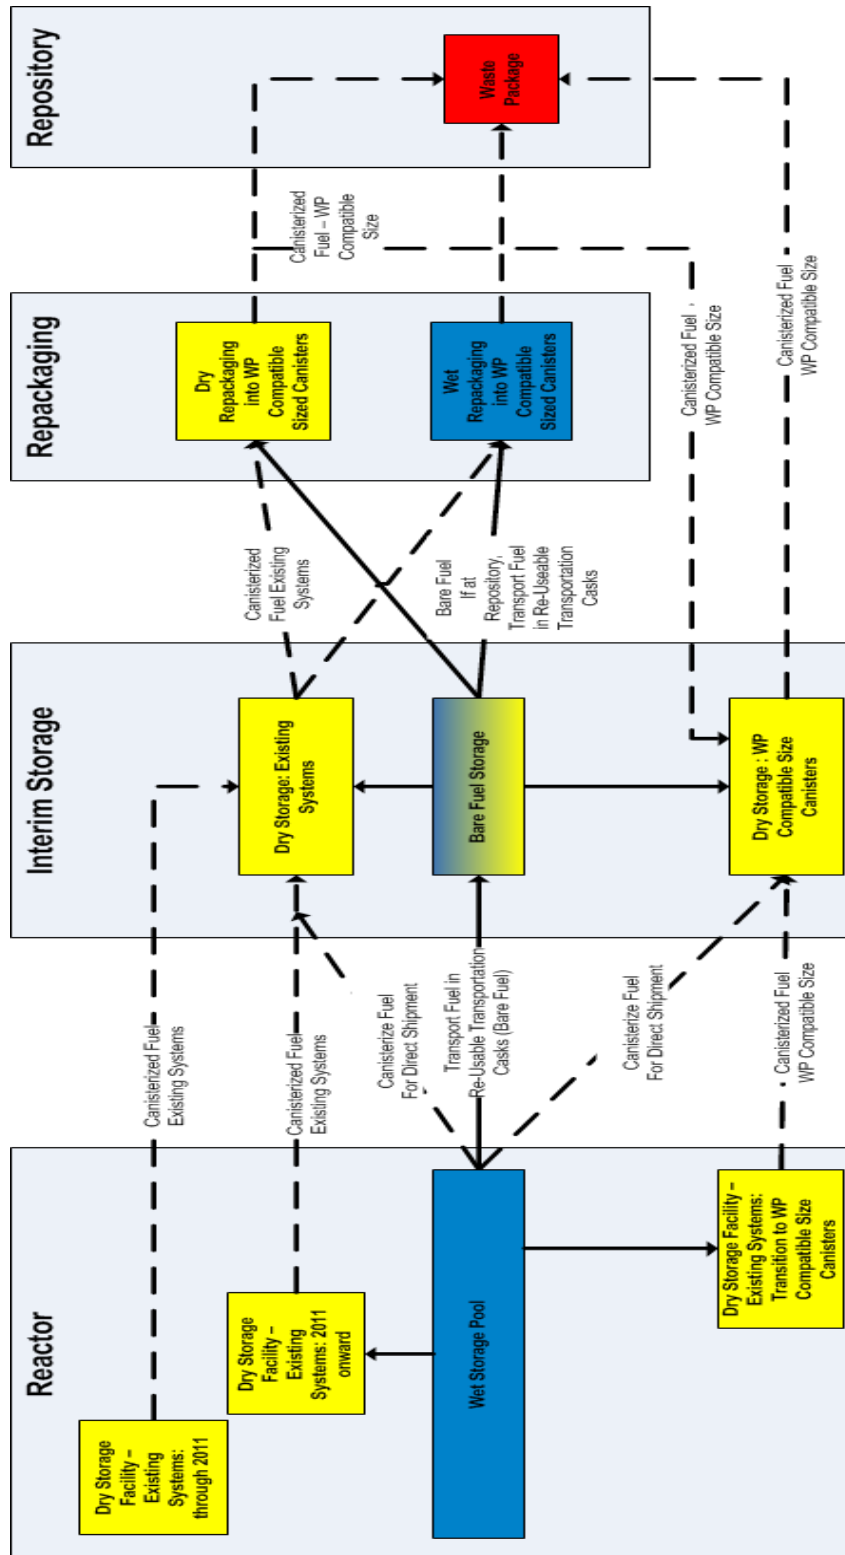 Reactor
Dry Storage
Facility –
Existing
Systems:
through 2011
Dry Storage
Facility –
Existing
Systems: 2011
onward
Wet Storage Pool
Dry Storage Facility –
Existing Systems:
Transition to WP
Compatible Size
Canisters
Canisterized Fuel
Existing Systems
Canisterized Fuel
Existing Systems
Canisterize Fuel
For Direct Shipment
Transport Fuel in
Re-Usable Transportation
Casks (Bare Fuel)
Canisterize Fuel
For Direct Shipment
Canisterized Fuel
WP Compatible Size
Interim Storage
Dry Storage: Existing
Systems
Bare Fuel Storage
Dry Storage : WP
Compatible Size
Canisters
Canisterized
Fuel Existing
Systems
Bare Fuel
If at
Repository,
Transport Fuel
in Re-Useable
Transportation
Casks
Repackaging
Dry
Repackaging
into WP
Compatible
Sized Canisters
Wet
Repackaging
into WP
Compatible
Sized Canisters
Canisterized
Fuel – WP
Compatible
Size
Canisterized Fuel
WP Compatible Size
Canisterized Fuel
WP Compatible Size
Repository
Waste
Package